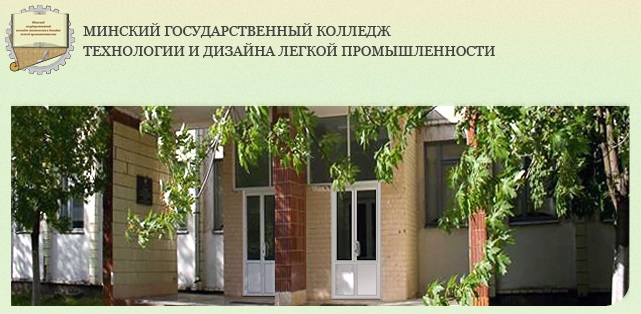 МИНСКИЙ ГОСУДАРСТВЕННЫЙ КОЛЛЕДЖ
ТЕХНОЛОГИИ И ДИЗАЙНА ЛЕГКОЙ ПРОМЫШЛЕННОСТИ